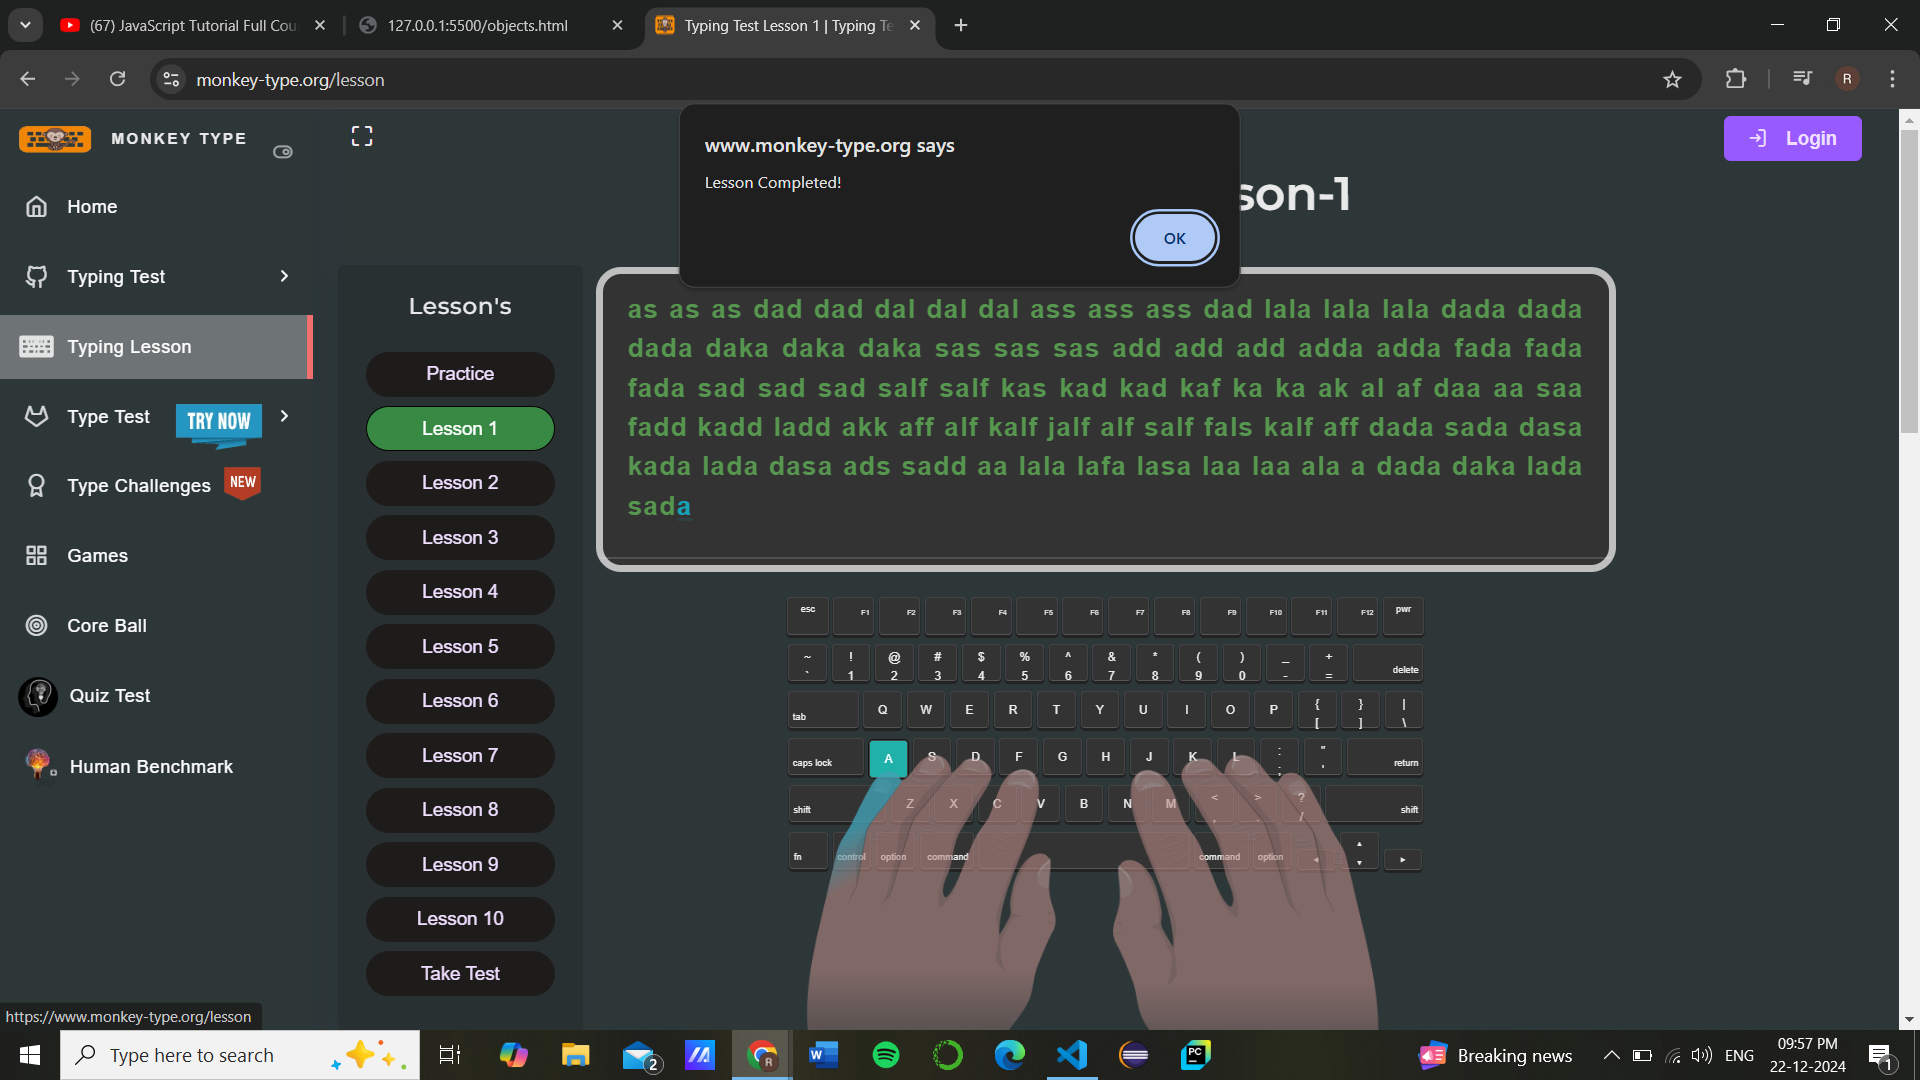 (67) JavaScript Tutorial Full Cou
127.0.0.1:5500/objects.html
Typing Test Lesson 1 | Typing Te
monkey-type.org/lesson
R
MONKEY TYPE
Login
www.monkey-type.org says
Lesson Completed!
OK
son-1
Home
Typing Test
Typing Lesson
Type Test
TRY NOW
Type Challenges
NEW
Games
Core Ball
Quiz Test
Human Benchmark
Lesson's
Practice
Lesson 1
Lesson 2
Lesson 3
Lesson 4
Lesson 5
Lesson 6
Lesson 7
Lesson 8
Lesson 9
Lesson 10
Take Test
as as as dad dad dal dal dal ass ass ass dad lala lala lala dada dada
dada daka daka daka sas sas sas add add add adda adda fada fada
fada sad sad sad salf salf kas kad kad kaf ka ka ak al af daa aa saa
fadd kadd ladd akk aff alf kalf jalf alf salf fals kalf aff dada sada dasa
kada lada dasa ads sadd aa lala lafa lasa laa laa ala a dada daka lada
sada
esc F1 F2 F3 F4 F5 F6 F7 F8 F9 F10 F11 F12 pwr
~ ! @ # $ % ^ & * ( ) _ +
` 1 2 3 4 5 6 7 8 9 0 - = delete
tab Q W E R T Y U I O P { [ } ] | \
caps lock A S D F G H J K L : ; " ' return
shift Z X C V B N M < , > . ? / shift
fn control option command command option ◂ ▴ ▾ ▸
https://www.monkey-type.org/lesson
Type here to search
2
R
W
PC
Breaking news
ENG
09:57 PM
22-12-2024
1